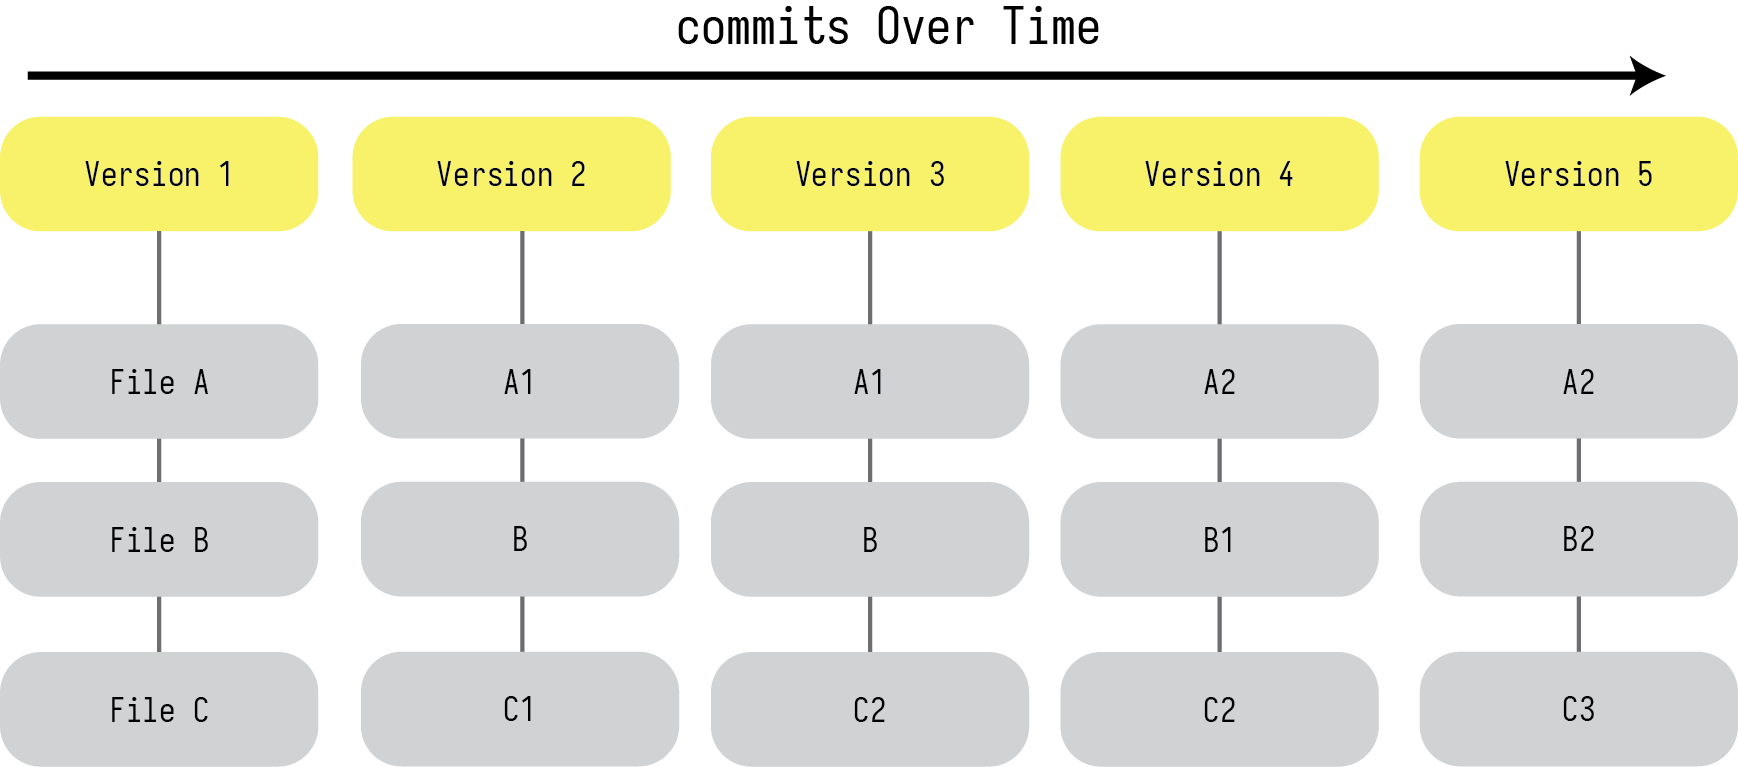 commits Over Time
Version 1 Version 2 Version 3 Version 4 Version 5
File A A1 A1 A2 A2
File B B B B1 B2
File C C1 C2 C2 C3